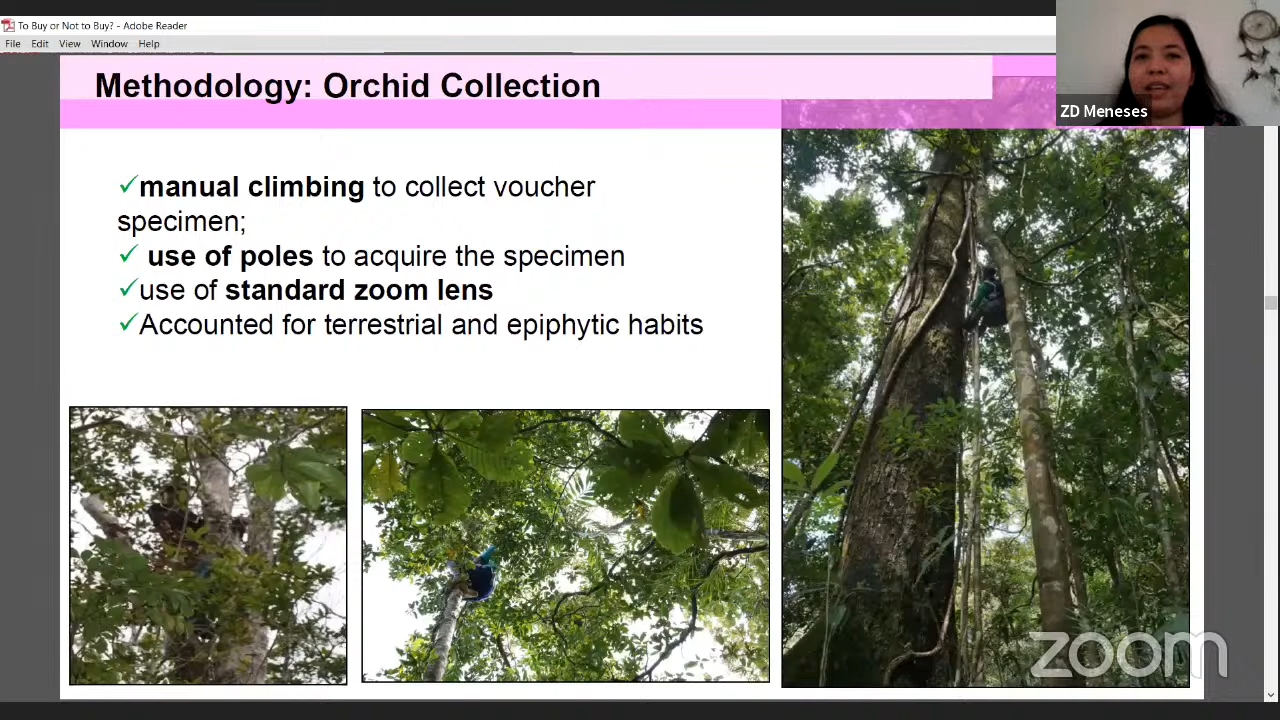 To Buy or Not to Buy? - Adobe Reader
File Edit View Window Help
ZD Meneses
Methodology: Orchid Collection
✓manual climbing to collect voucher
specimen;
✓ use of poles to acquire the specimen
✓use of standard zoom lens
✓Accounted for terrestrial and epiphytic habits
zoom